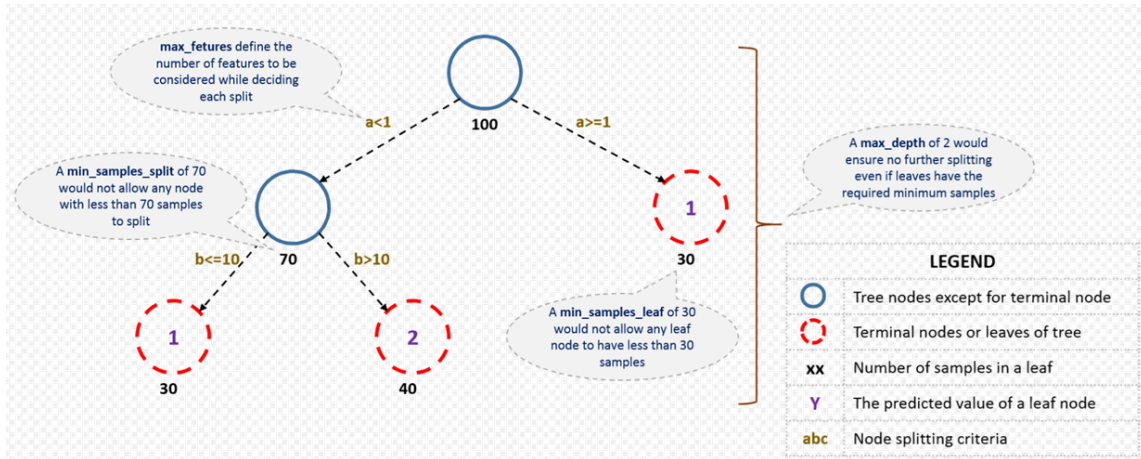 max_fetures define the
number of features to be
considered while deciding
each split
100
a<1
a>=1
A max_depth of 2 would
ensure no further splitting
even if leaves have the
required minimum samples
A min_samples_split of 70
would not allow any node
with less than 70 samples
to split
70
1
30
b<=10
b>10
A min_samples_leaf of 30
would not allow any leaf
node to have less than 30
samples
1
30
2
40
LEGEND
Tree nodes except for terminal node
Terminal nodes or leaves of tree
xx Number of samples in a leaf
Y The predicted value of a leaf node
abc Node splitting criteria